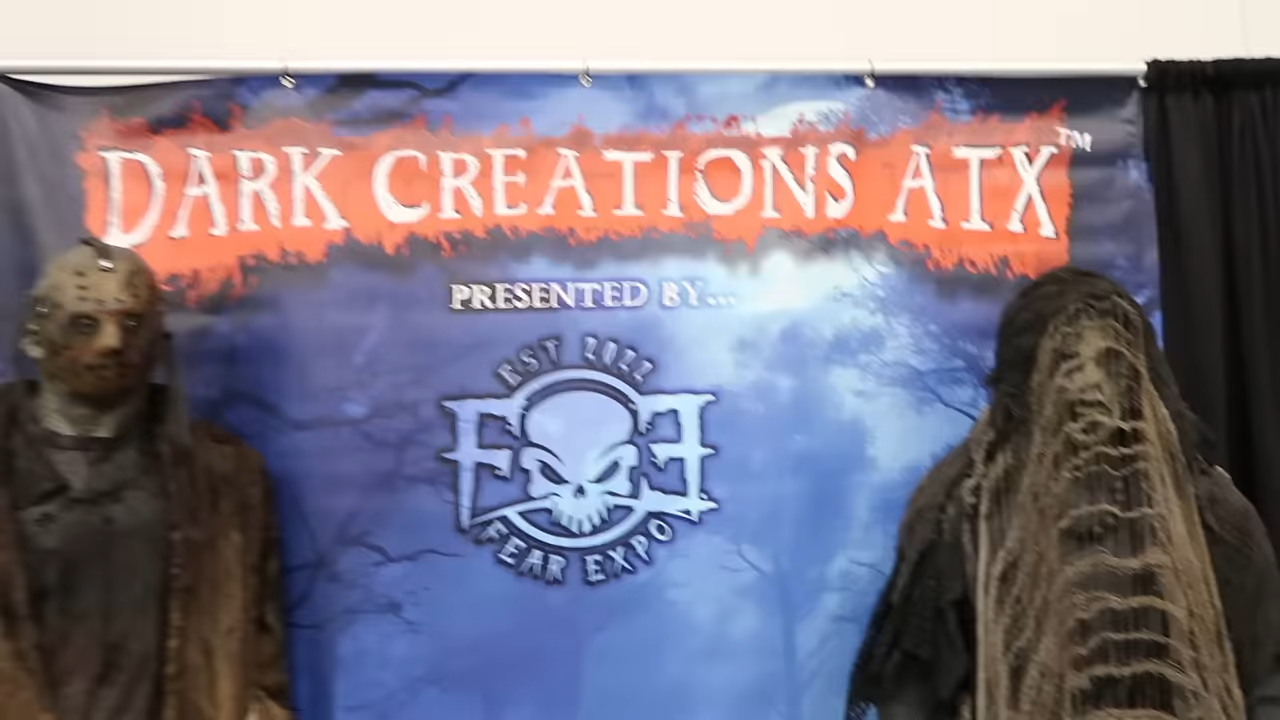 DARK CREATIONS ATX™
PRESENTED BY...
EST 2022
FE
FEAR EXPO